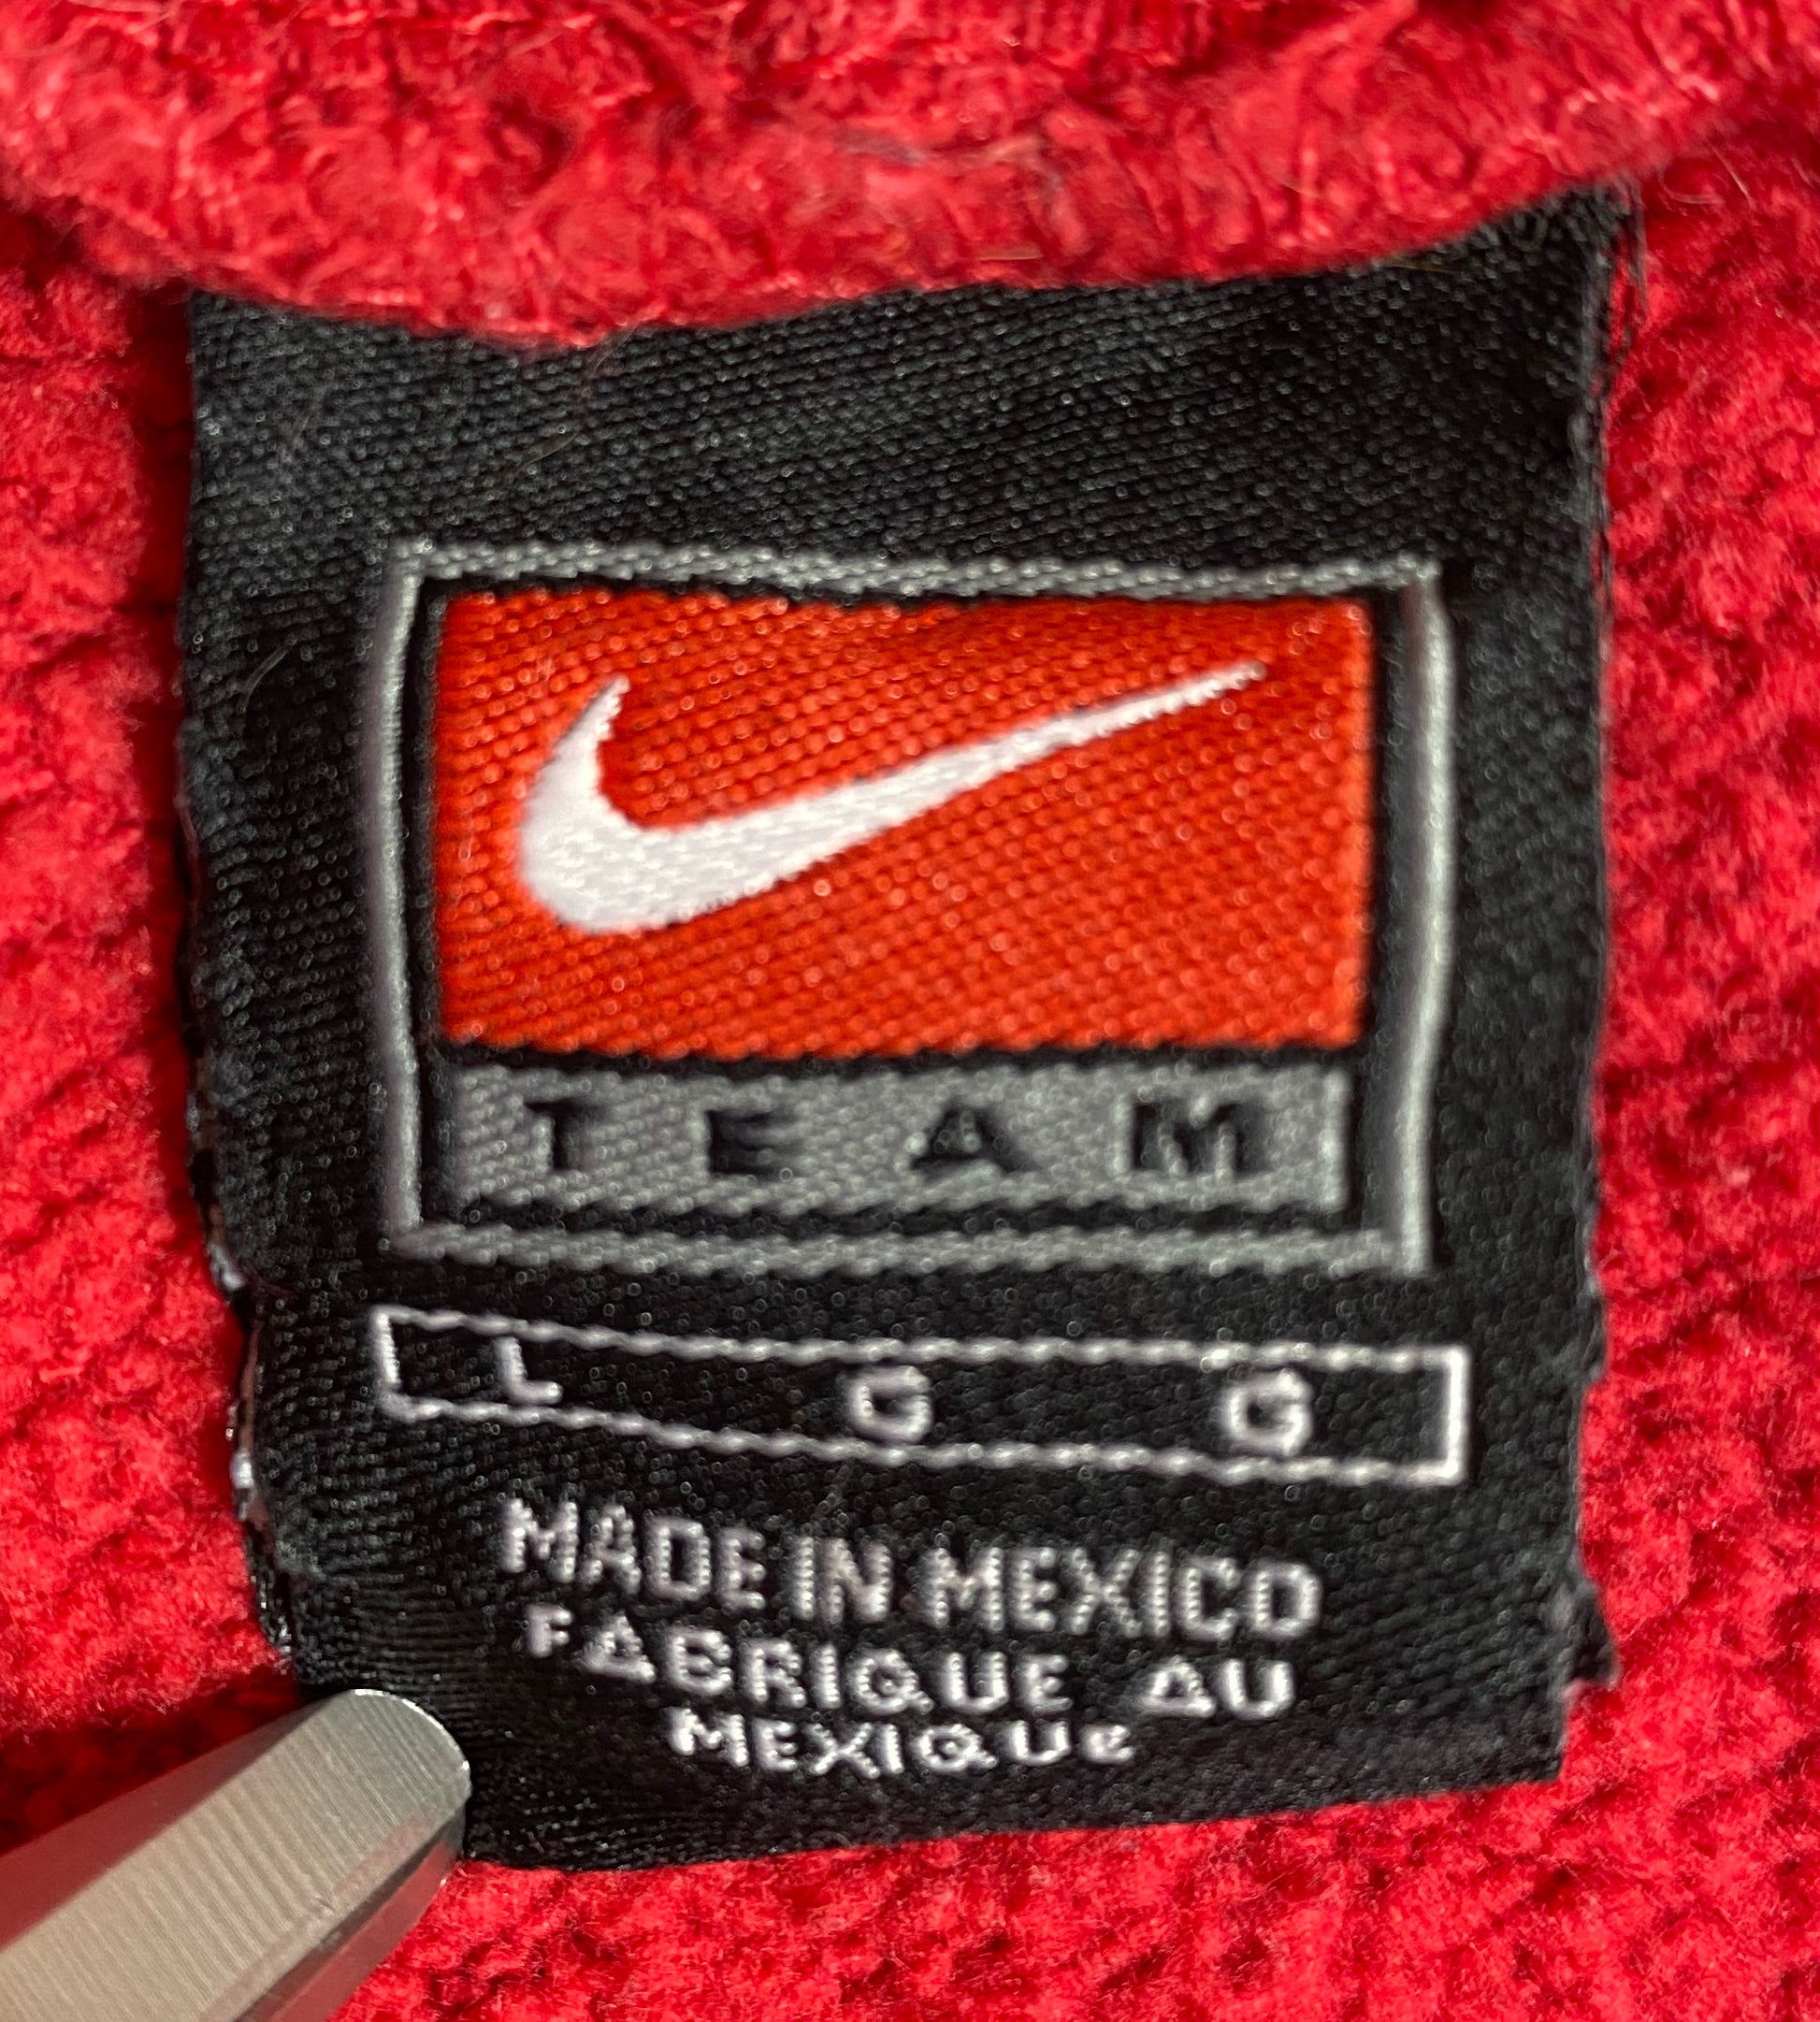 TEAM
L G G
MADE IN MEXICO
FABRIQUE AU
MEXIQUe